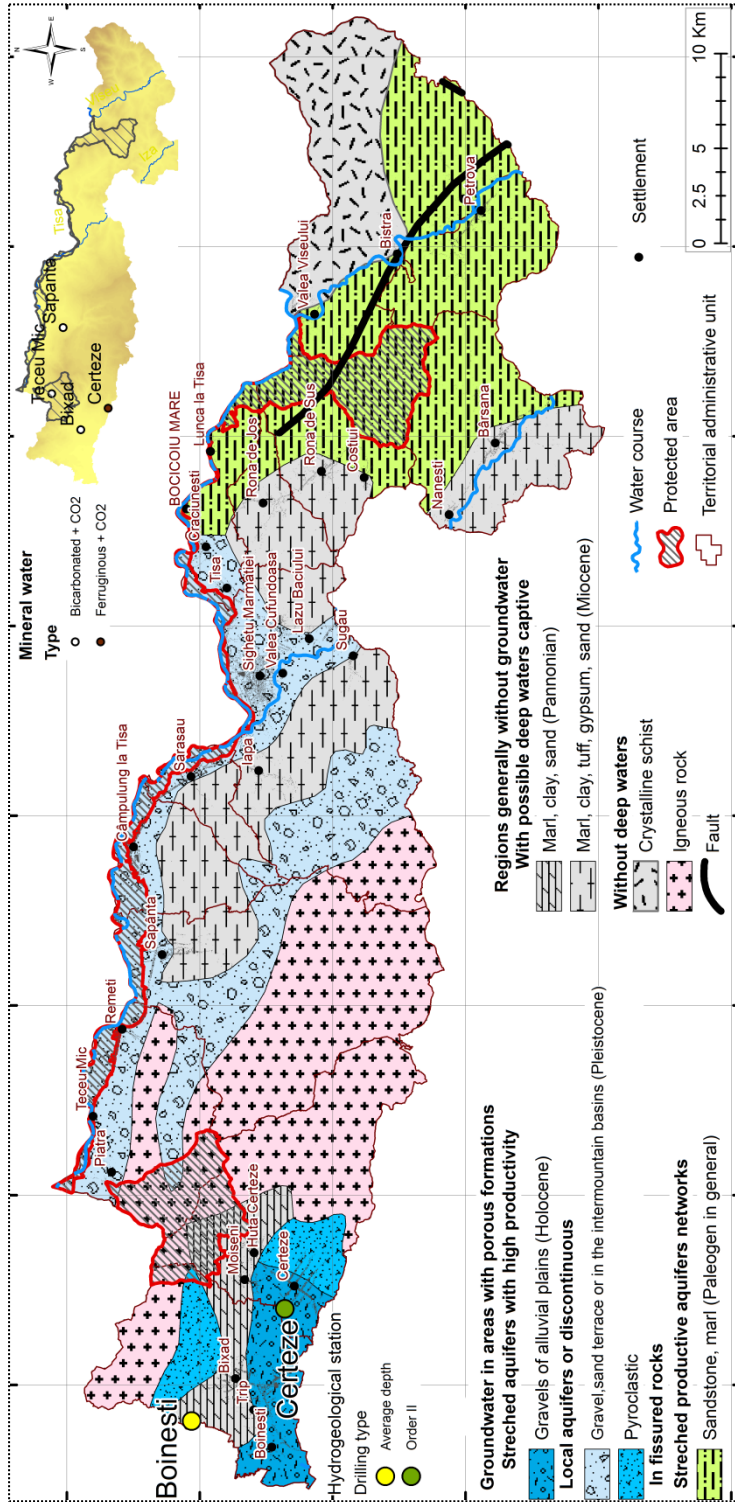 Mineral water
Type
Bicarbonated + CO2
Ferruginous + CO2
Teceu Mic
Sapanta
Bixad
Certeze
Tisa
Iza
N
W
E
S
Boinesti
Certeze
Hydrogeological station
Drilling type
Average depth
Order II
Piatra
Teceu Mic
Remeti
Sapanta
Câmpulung la Tisa
Sarasau
Iapa
Sighetu Marmatiei
Valea Cufundoasa
Lazu Baciului
Sugau
Tisa
Craciunesti
BOCICOIU MARE
Lunca la Tisa
Rona de Jos
Rona de Sus
Costiui
Valea Viseului
Bistra
Petrova
Nanesti
Bârsana
Moiseni
Huta-Certeze
Certeze
Bixad
Trip
Boinesti
Groundwater in areas with porous formations
Streched aquifers with high productivity
Gravels of alluvial plains (Holocene)
Local aquifers or discontinuous
Gravel,sand terrace or in the intermountain basins (Pleistocene)
Pyroclastic
In fissured rocks
Streched productive aquifers networks
Sandstone, marl (Paleogen in general)
Regions generally without groundwater
With possible deep waters captive
Marl, clay, sand (Pannonian)
Marl, clay, tuff, gypsum, sand (Miocene)
Without deep waters
Crystalline schist
Igneous rock
Fault
Water course
Protected area
Territorial administrative unit
Settlement
0 2.5 5 10 Km